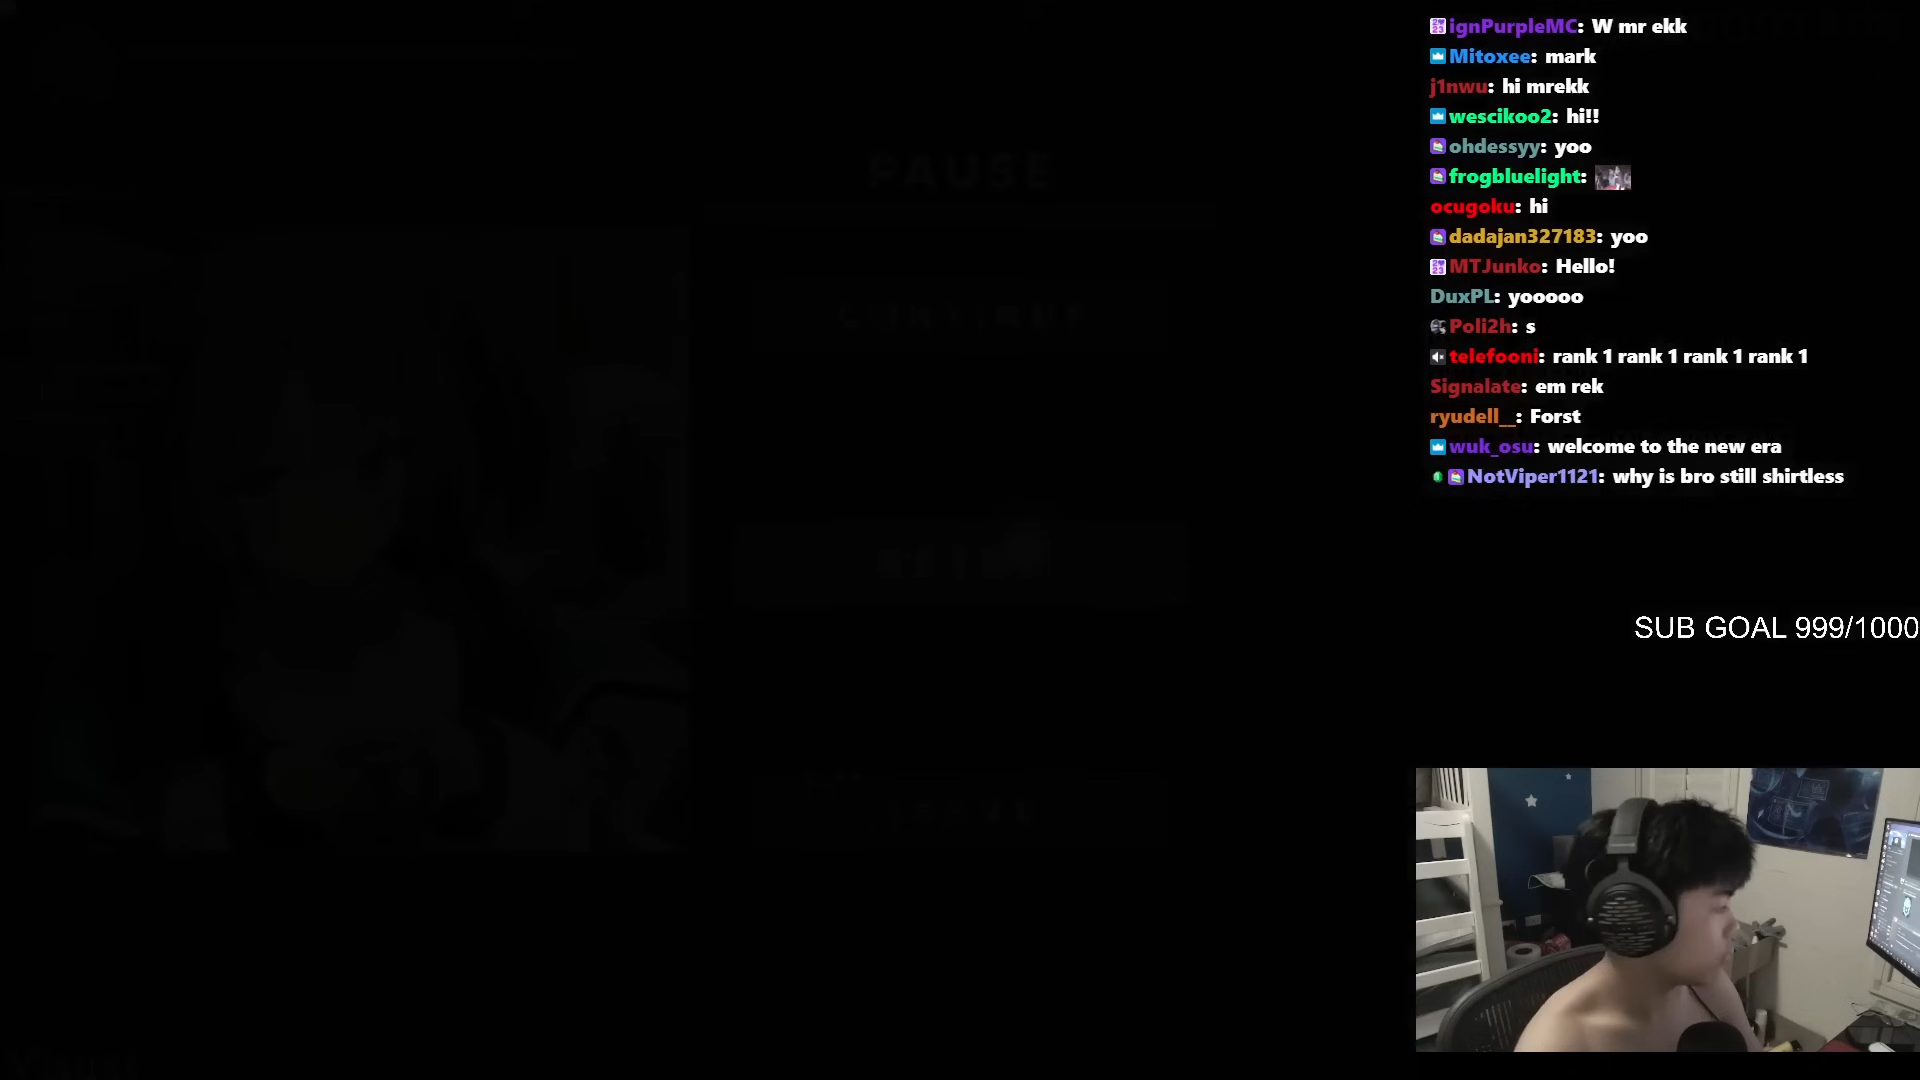 ignPurpleMC: W mr ekk
Mitoxee: mark
j1nwu: hi mrekk
wescikoo2: hi!!
ohdessyy: yoo
PAUSE
frogbluelight:
ocugoku: hi
dadajan327183: yoo
MTJunko: Hello!
DuxPL: yooooo
CONTINUE
Poli2h: s
telefooni: rank 1 rank 1 rank 1 rank 1
Signalate: em rek
ryudell__: Forst
wuk_osu: welcome to the new era
NotViper1121: why is bro still shirtless
SUB GOAL 999/1000